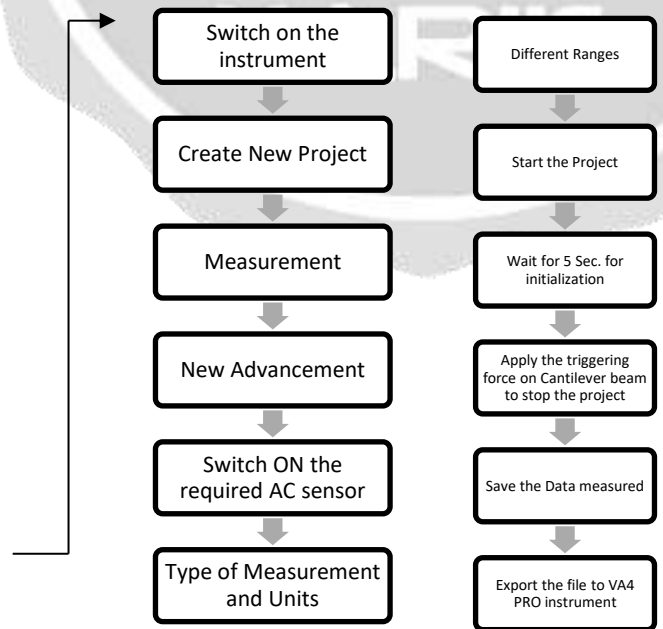 Switch on the
instrument
Create New Project
Measurement
New Advancement
Switch ON the
required AC sensor
Type of Measurement
and Units
Different Ranges
Start the Project
Wait for 5 Sec. for
initialization
Apply the triggering
force on Cantilever beam
to stop the project
Save the Data measured
Export the file to VA4
PRO instrument